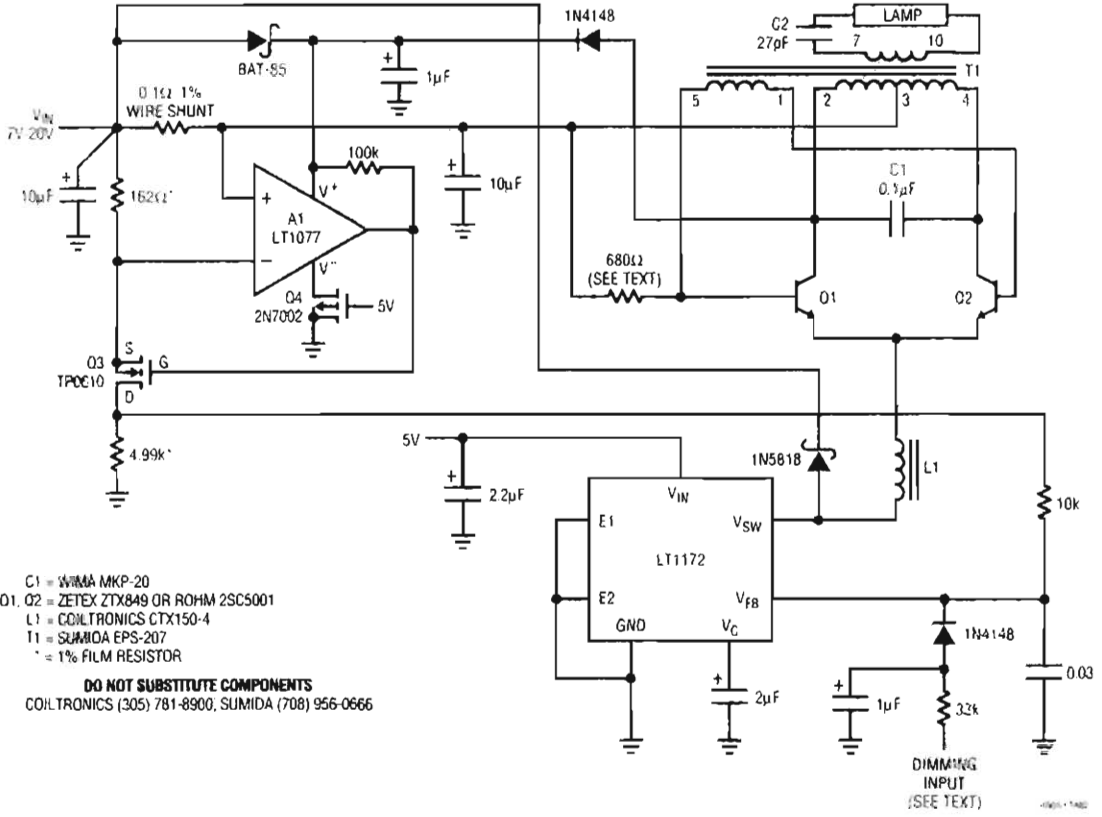 1N4148
C2
27pF
LAMP
7
10
T1
BAT-85
+
1µF
5
1
2
3
4
0.1Ω 1%
WIRE SHUNT
VIN
7V-20V
+
10µF
162Ω*
100k
+
V+
A1
LT1077
−
V−
+
10µF
C1
0.1µF
680Ω
(SEE TEXT)
Q1
Q2
Q4
2N7002
5V
Q3
S
G
D
4.99k*
5V
+
2.2µF
1N5818
L1
10k
VIN
E1
VSW
LT1172
E2
VFB
GND
VC
1N4148
+
2µF
+
1µF
0.03
DIMMING
INPUT
(SEE TEXT)
C1 = WIMA MKP-20
Q1, Q2 = ZETEX ZTX849 OR ROHM 2SC5001
L1 = COILTRONICS CTX150-4
T1 = SUMIDA EPS-207
* = 1% FILM RESISTOR
DO NOT SUBSTITUTE COMPONENTS
COILTRONICS (305) 781-8900, SUMIDA (708) 956-0666